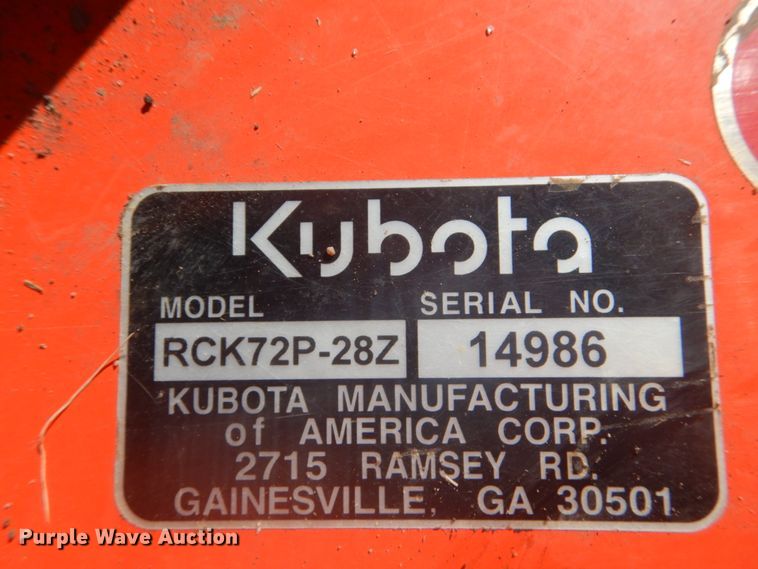 Kubota
MODEL SERIAL NO.
RCK72P-28Z 14986
KUBOTA MANUFACTURING
of AMERICA CORP.
2715 RAMSEY RD.
GAINESVILLE, GA 30501
Purple Wave Auction